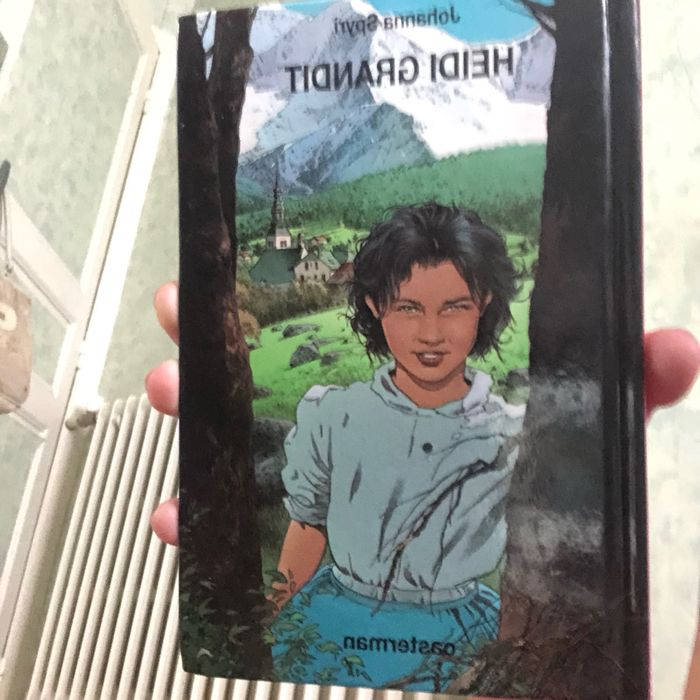 Johanna Spyri
HEIDI GRANDIT
casterman